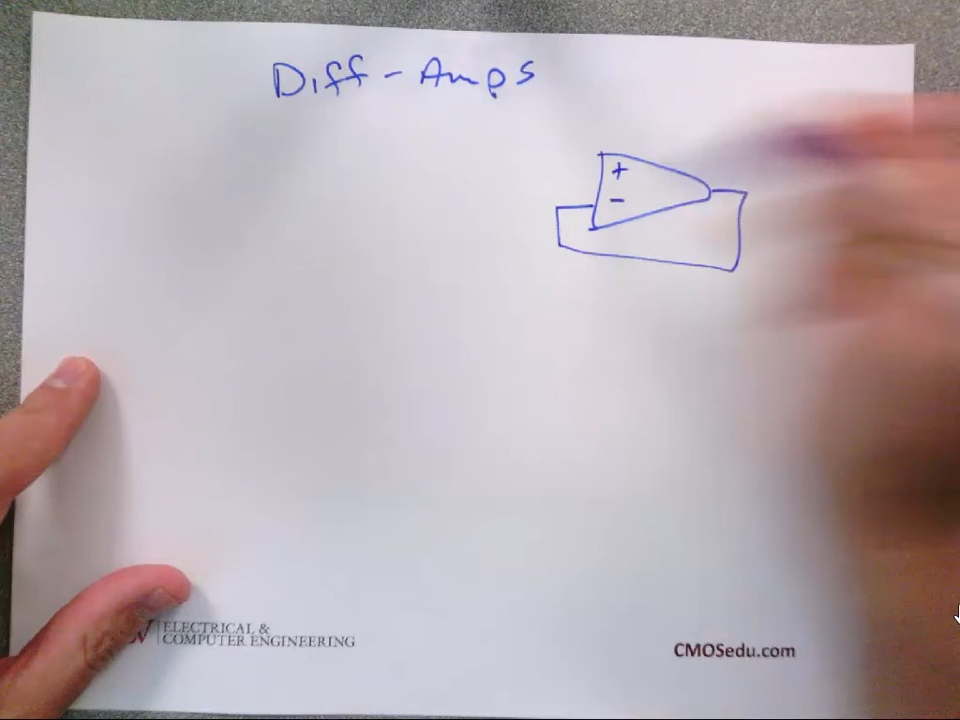 Diff-Amps
+
-
ELECTRICAL &
COMPUTER ENGINEERING
CMOSedu.com